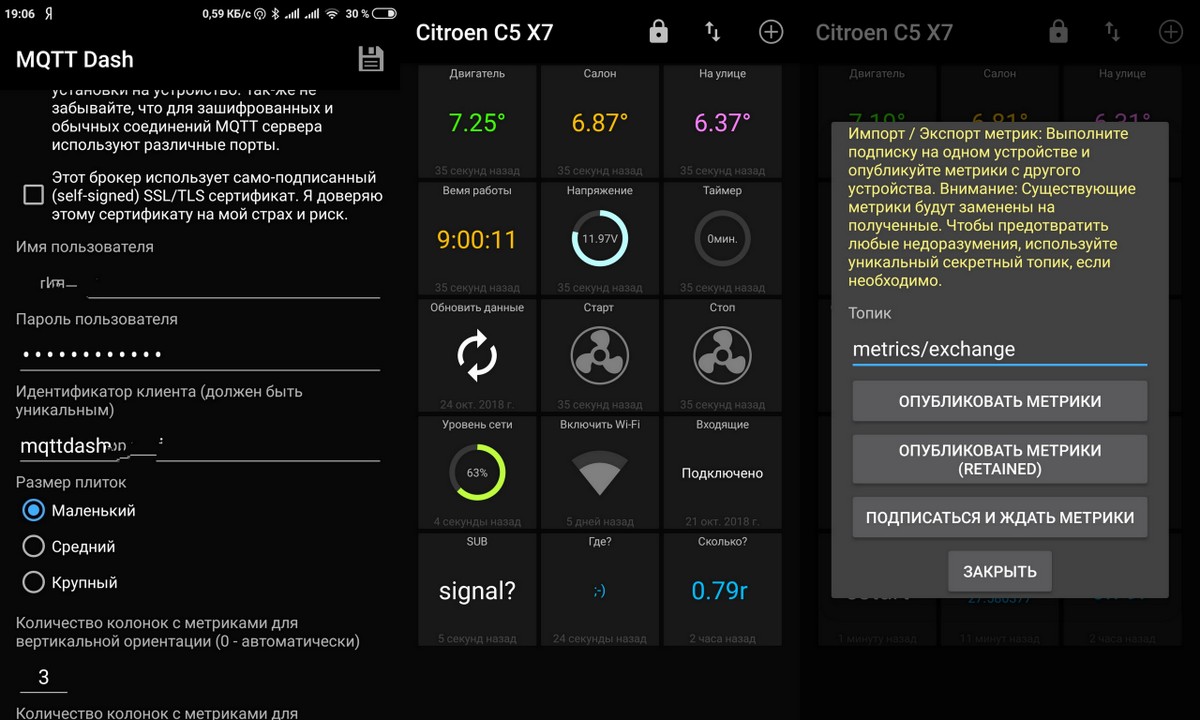 19:06 Я 0,59 КБ/с 30 %
MQTT Dash
установки на устройство. Так-же не
забывайте, что для зашифрованных и
обычных соединений MQTT сервера
используют различные порты.
Этот брокер использует само-подписанный
(self-signed) SSL/TLS сертификат. Я доверяю
этому сертификату на мой страх и риск.
Имя пользователя
Пароль пользователя
••••••••••••
Идентификатор клиента (должен быть
уникальным)
mqttdash
Размер плиток
Маленький
Средний
Крупный
Количество колонок с метриками для
вертикальной ориентации (0 - автоматически)
3
Количество колонок с метриками для
Citroen C5 X7
Двигатель Салон На улице
7.25° 6.87° 6.37°
35 секунд назад 35 секунд назад 35 секунд назад
Вемя работы Напряжение Таймер
9:00:11 11.97V 0мин.
35 секунд назад 35 секунд назад 35 секунд назад
Обновить данные Старт Стоп
24 окт. 2018 г. 35 секунд назад 35 секунд назад
Уровень сети Включить Wi-Fi Входящие
63% Подключено
4 секунды назад 5 дней назад 21 окт. 2018 г.
SUB Где? Сколько?
signal? ;-) 0.79r
5 секунд назад 24 секунды назад 2 часа назад
Citroen C5 X7
Двигатель Салон На улице
Импорт / Экспорт метрик: Выполните
подписку на одном устройстве и
опубликуйте метрики с другого
устройства. Внимание: Существующие
метрики будут заменены на
полученные. Чтобы предотвратить
любые недоразумения, используйте
уникальный секретный топик, если
необходимо.
Топик
metrics/exchange
ОПУБЛИКОВАТЬ МЕТРИКИ
ОПУБЛИКОВАТЬ МЕТРИКИ
(RETAINED)
ПОДПИСАТЬСЯ И ЖДАТЬ МЕТРИКИ
ЗАКРЫТЬ
1 минуту назад 11 минут назад 2 часа назад